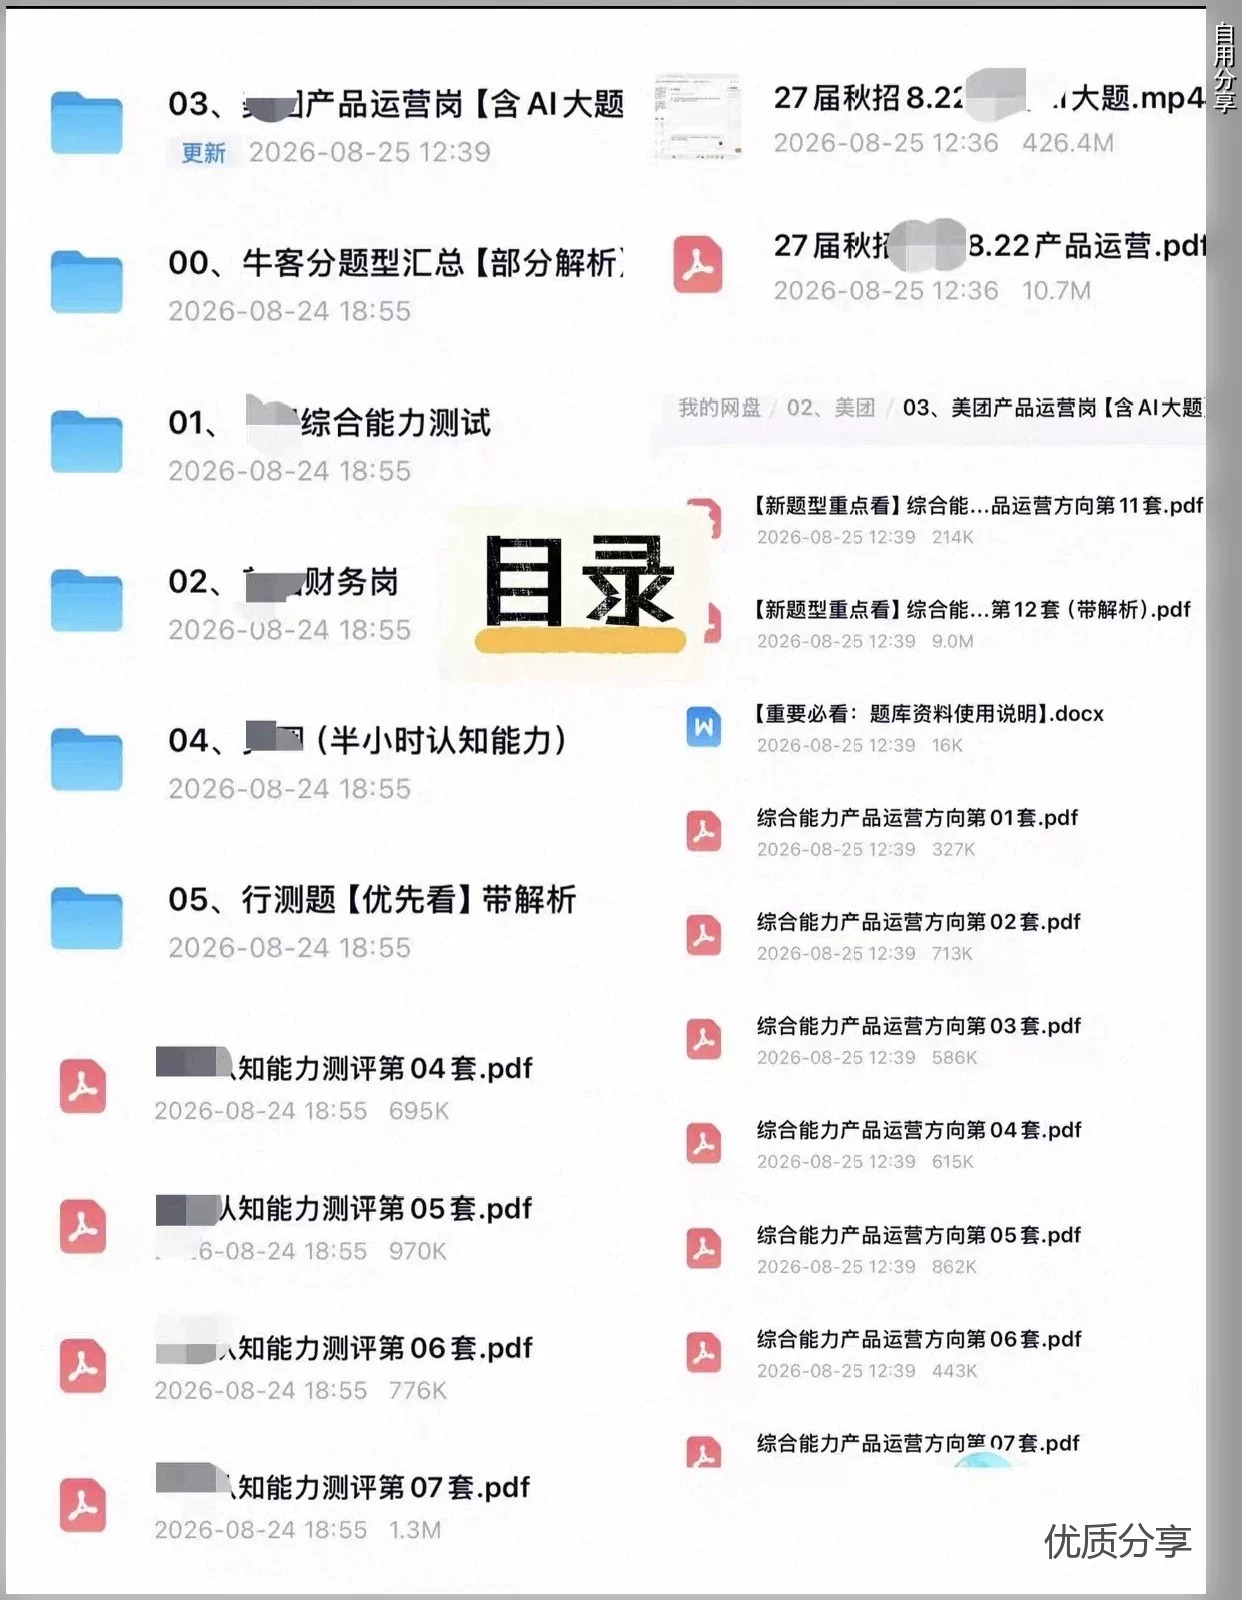 03、团产品运营岗【含AI大题
更新 2026-08-25 12:39
00、牛客分题型汇总【部分解析】
2026-08-24 18:55
01、综合能力测试
2026-08-24 18:55
02、财务岗
2026-08-24 18:55
04、团（半小时认知能力）
2026-08-24 18:55
05、行测题【优先看】带解析
2026-08-24 18:55
认知能力测评第04套.pdf
2026-08-24 18:55 695K
认知能力测评第05套.pdf
6-08-24 18:55 970K
认知能力测评第06套.pdf
2026-08-24 18:55 776K
认知能力测评第07套.pdf
2026-08-24 18:55 1.3M
目录
27届秋招8.22 大题.mp4
2026-08-25 12:36 426.4M
27届秋招8.22产品运营.pdf
2026-08-25 12:36 10.7M
我的网盘 / 02、美团 / 03、美团产品运营岗【含AI大题】
【新题型重点看】综合能...品运营方向第11套.pdf
2026-08-25 12:39 214K
【新题型重点看】综合能...第12套（带解析）.pdf
2026-08-25 12:39 9.0M
【重要必看：题库资料使用说明】.docx
2026-08-25 12:39 16K
综合能力产品运营方向第01套.pdf
2026-08-25 12:39 327K
综合能力产品运营方向第02套.pdf
2026-08-25 12:39 713K
综合能力产品运营方向第03套.pdf
2026-08-25 12:39 586K
综合能力产品运营方向第04套.pdf
2026-08-25 12:39 615K
综合能力产品运营方向第05套.pdf
2026-08-25 12:39 862K
综合能力产品运营方向第06套.pdf
2026-08-25 12:39 443K
综合能力产品运营方向第07套.pdf
优质分享
自用分享